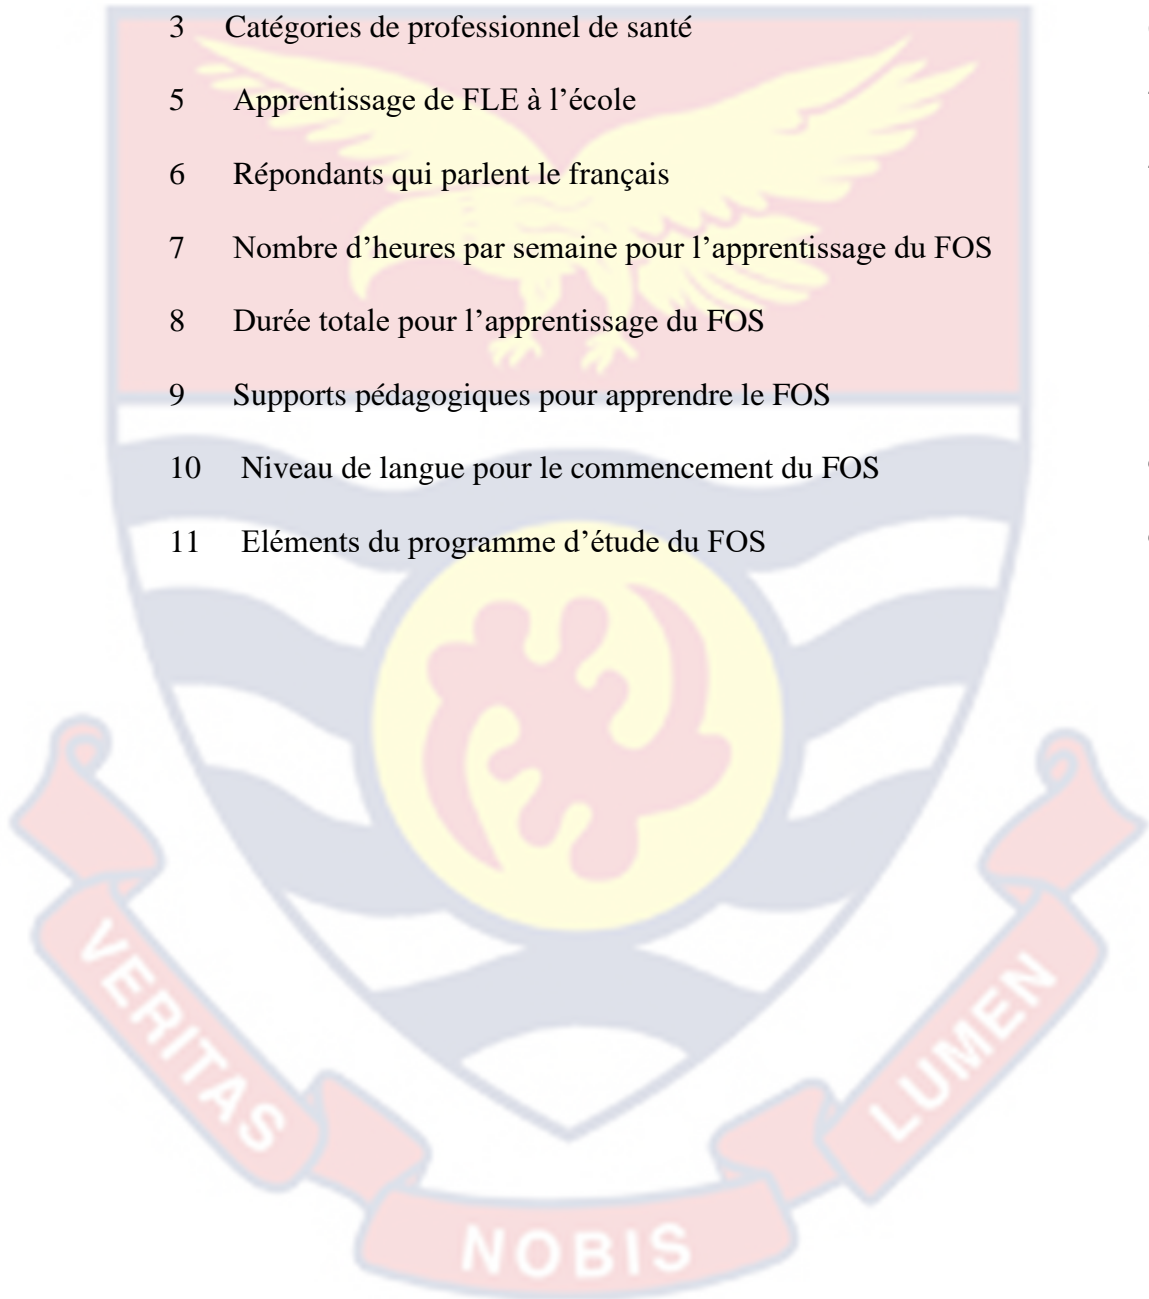 3 Catégories de professionnel de santé
5 Apprentissage de FLE à l’école
6 Répondants qui parlent le français
7 Nombre d’heures par semaine pour l’apprentissage du FOS
8 Durée totale pour l’apprentissage du FOS
9 Supports pédagogiques pour apprendre le FOS
10 Niveau de langue pour le commencement du FOS
11 Eléments du programme d’étude du FOS
VERITAS
NOBIS
LUMEN